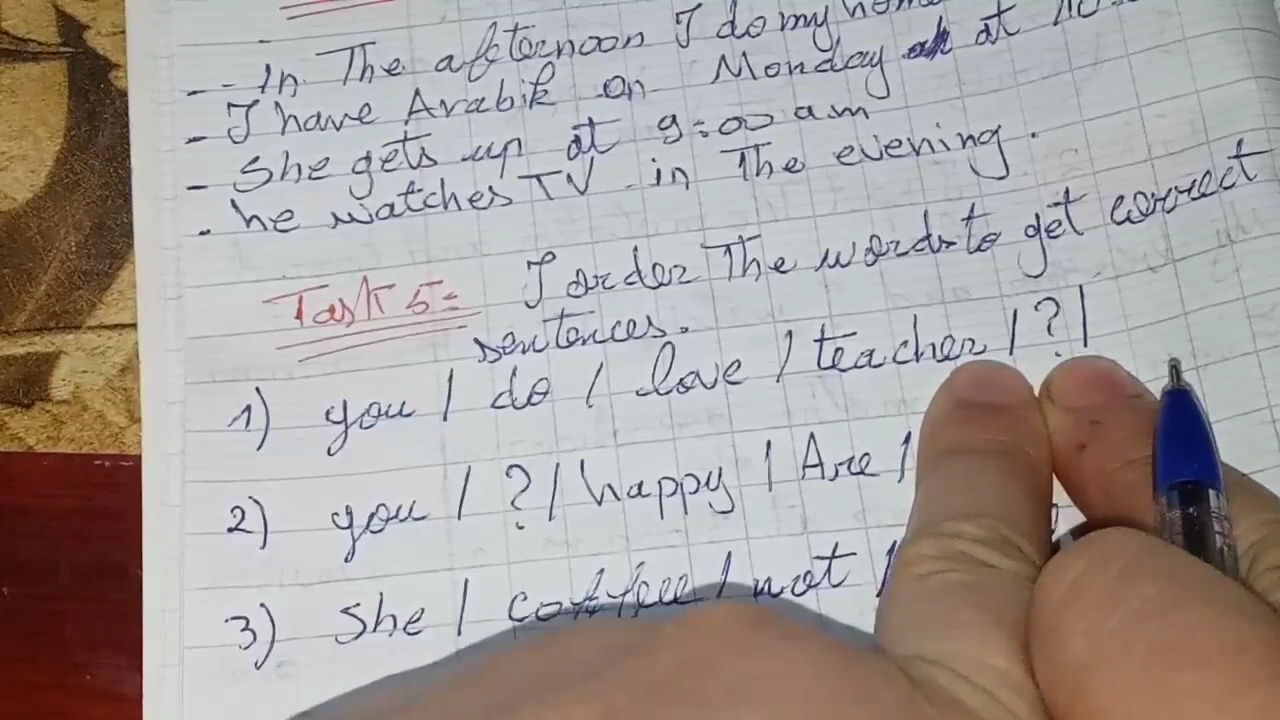 - In The afternoon I do my
- I have Arabik on Monday at
- She gets up at 9:00 am
- he watches TV in The evening.
Task 5= I order The words to get correct
sentences.
1) you / do / love / teacher / ? /
2) you / ? / happy / Are /
3) She / coffee / not /